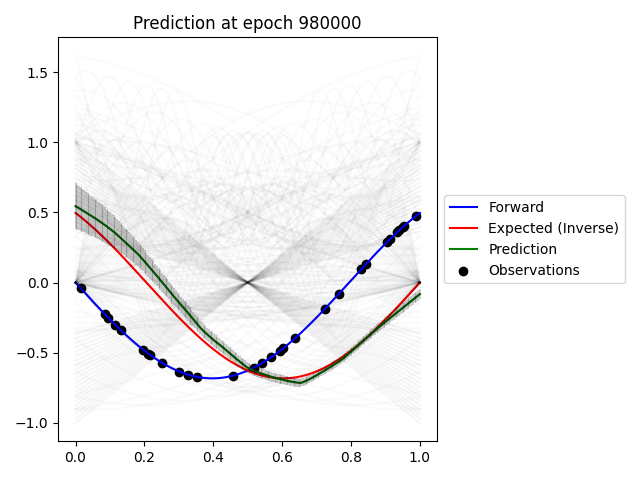 Prediction at epoch 980000
1.5
1.0
0.5
0.0
−0.5
−1.0
0.0 0.2 0.4 0.6 0.8 1.0
Forward
Expected (Inverse)
Prediction
Observations